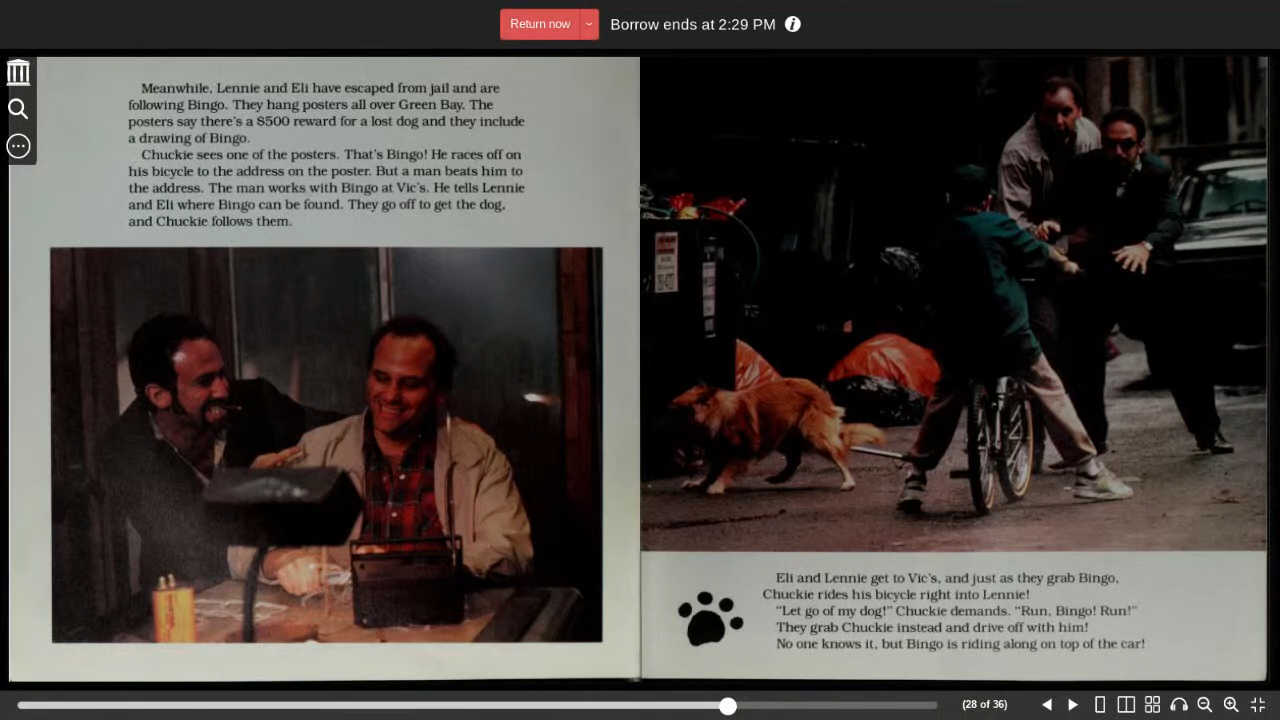 Return now
Borrow ends at 2:29 PM
Meanwhile, Lennie and Eli have escaped from jail and are
following Bingo. They hang posters all over Green Bay. The
posters say there's a $500 reward for a lost dog and they include
a drawing of Bingo.
Chuckie sees one of the posters. That's Bingo! He races off on
his bicycle to the address on the poster. But a man beats him to
the address. The man works with Bingo at Vic's. He tells Lennie
and Eli where Bingo can be found. They go off to get the dog,
and Chuckie follows them.
Eli and Lennie get to Vic's, and just as they grab Bingo,
Chuckie rides his bicycle right into Lennie!
"Let go of my dog!" Chuckie demands. "Run, Bingo! Run!"
They grab Chuckie instead and drive off with him!
No one knows it, but Bingo is riding along on top of the car!
(28 of 36)